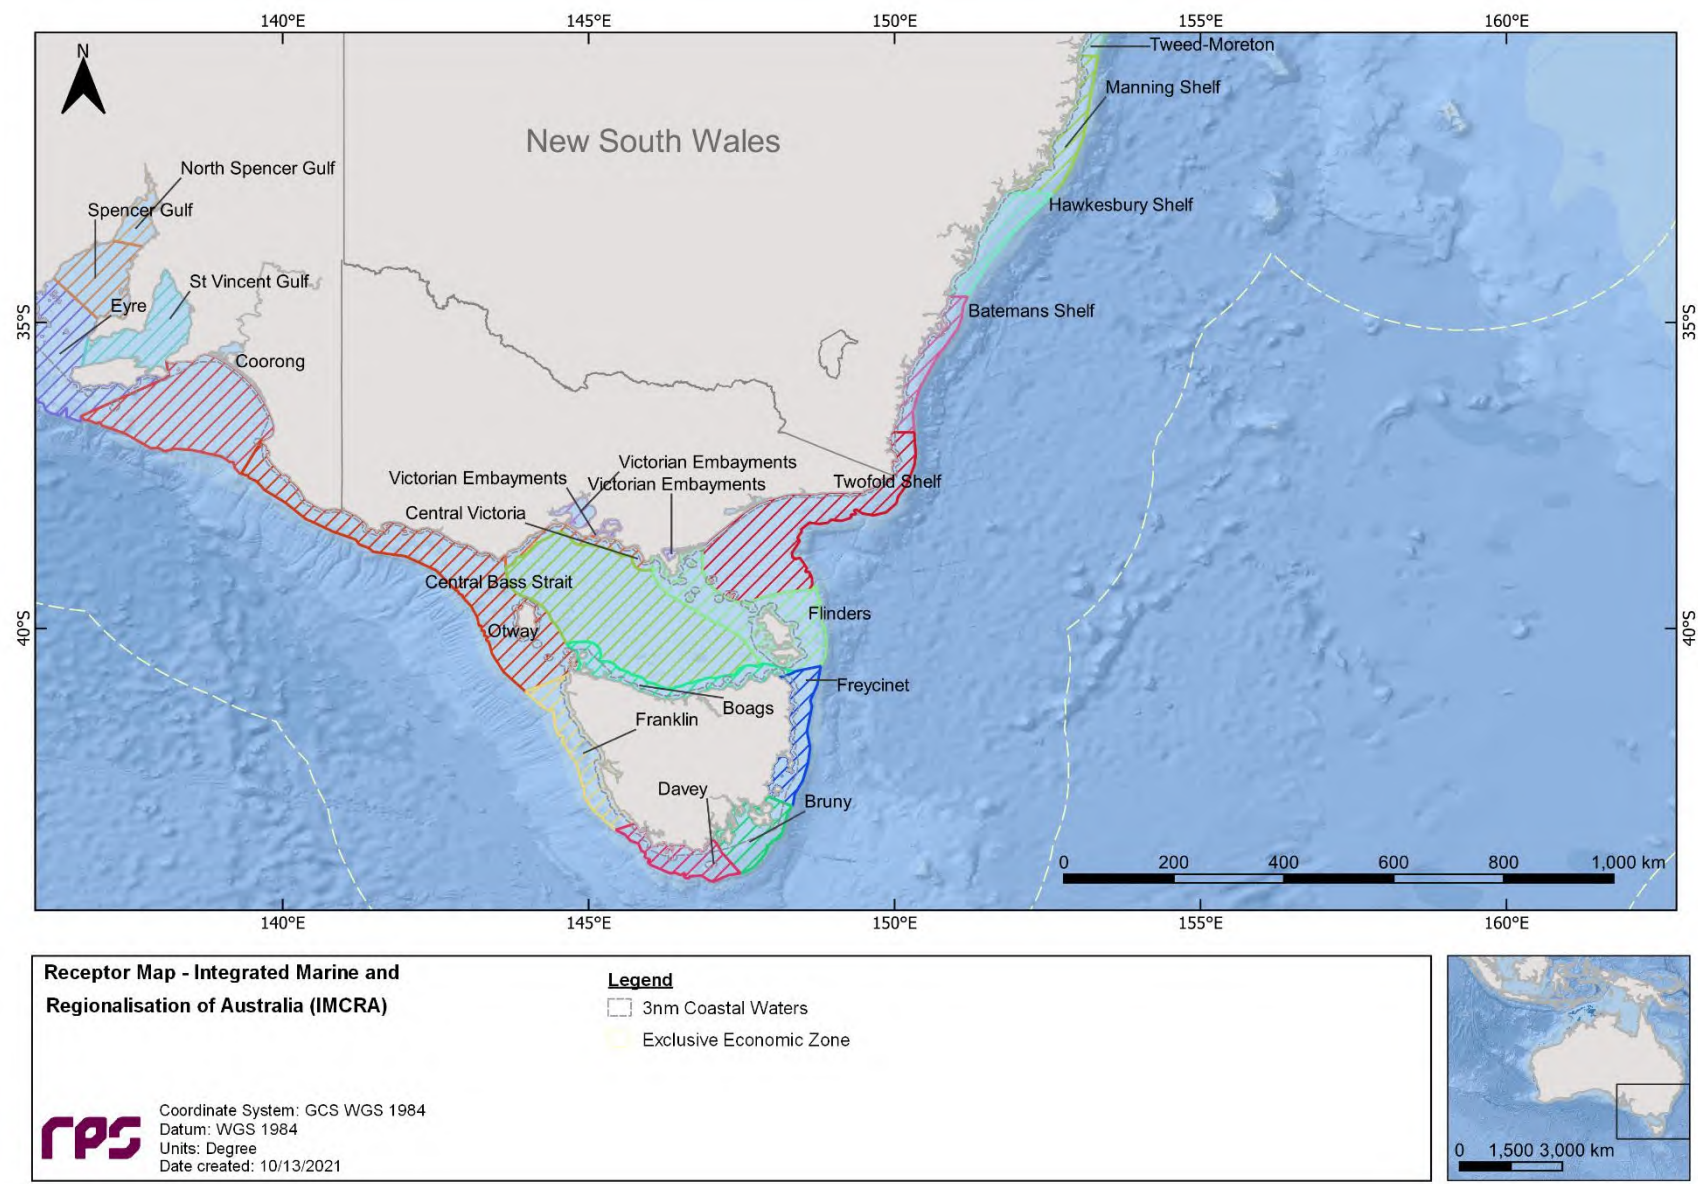 140°E
145°E
150°E
155°E
160°E
N
Tweed-Moreton
Manning Shelf
New South Wales
North Spencer Gulf
Spencer Gulf
Hawkesbury Shelf
St Vincent Gulf
Eyre
Batemans Shelf
35°S
35°S
Coorong
Victorian Embayments
Victorian Embayments
Victorian Embayments
Twofold Shelf
Central Victoria
Central Bass Strait
Flinders
40°S
40°S
Otway
Freycinet
Boags
Franklin
Davey
Bruny
0
200
400
600
800
1,000 km
140°E
145°E
150°E
155°E
160°E
Receptor Map - Integrated Marine and
Regionalisation of Australia (IMCRA)
Legend
3nm Coastal Waters
Exclusive Economic Zone
rps
Coordinate System: GCS WGS 1984
Datum: WGS 1984
Units: Degree
Date created: 10/13/2021
0 1,500 3,000 km